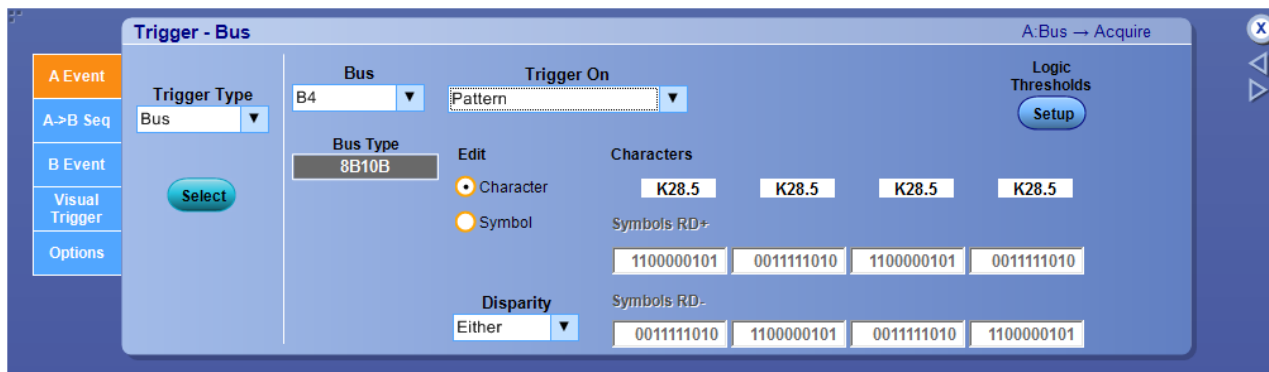 Trigger - Bus
A:Bus → Acquire
X
A Event
A->B Seq
B Event
Visual
Trigger
Options
Trigger Type
Bus
Select
Bus
B4
Bus Type
8B10B
Trigger On
Pattern
Logic
Thresholds
Setup
Edit
Character
Symbol
Characters
K28.5 K28.5 K28.5 K28.5
Symbols RD+
1100000101 0011111010 1100000101 0011111010
Disparity
Either
Symbols RD-
0011111010 1100000101 0011111010 1100000101